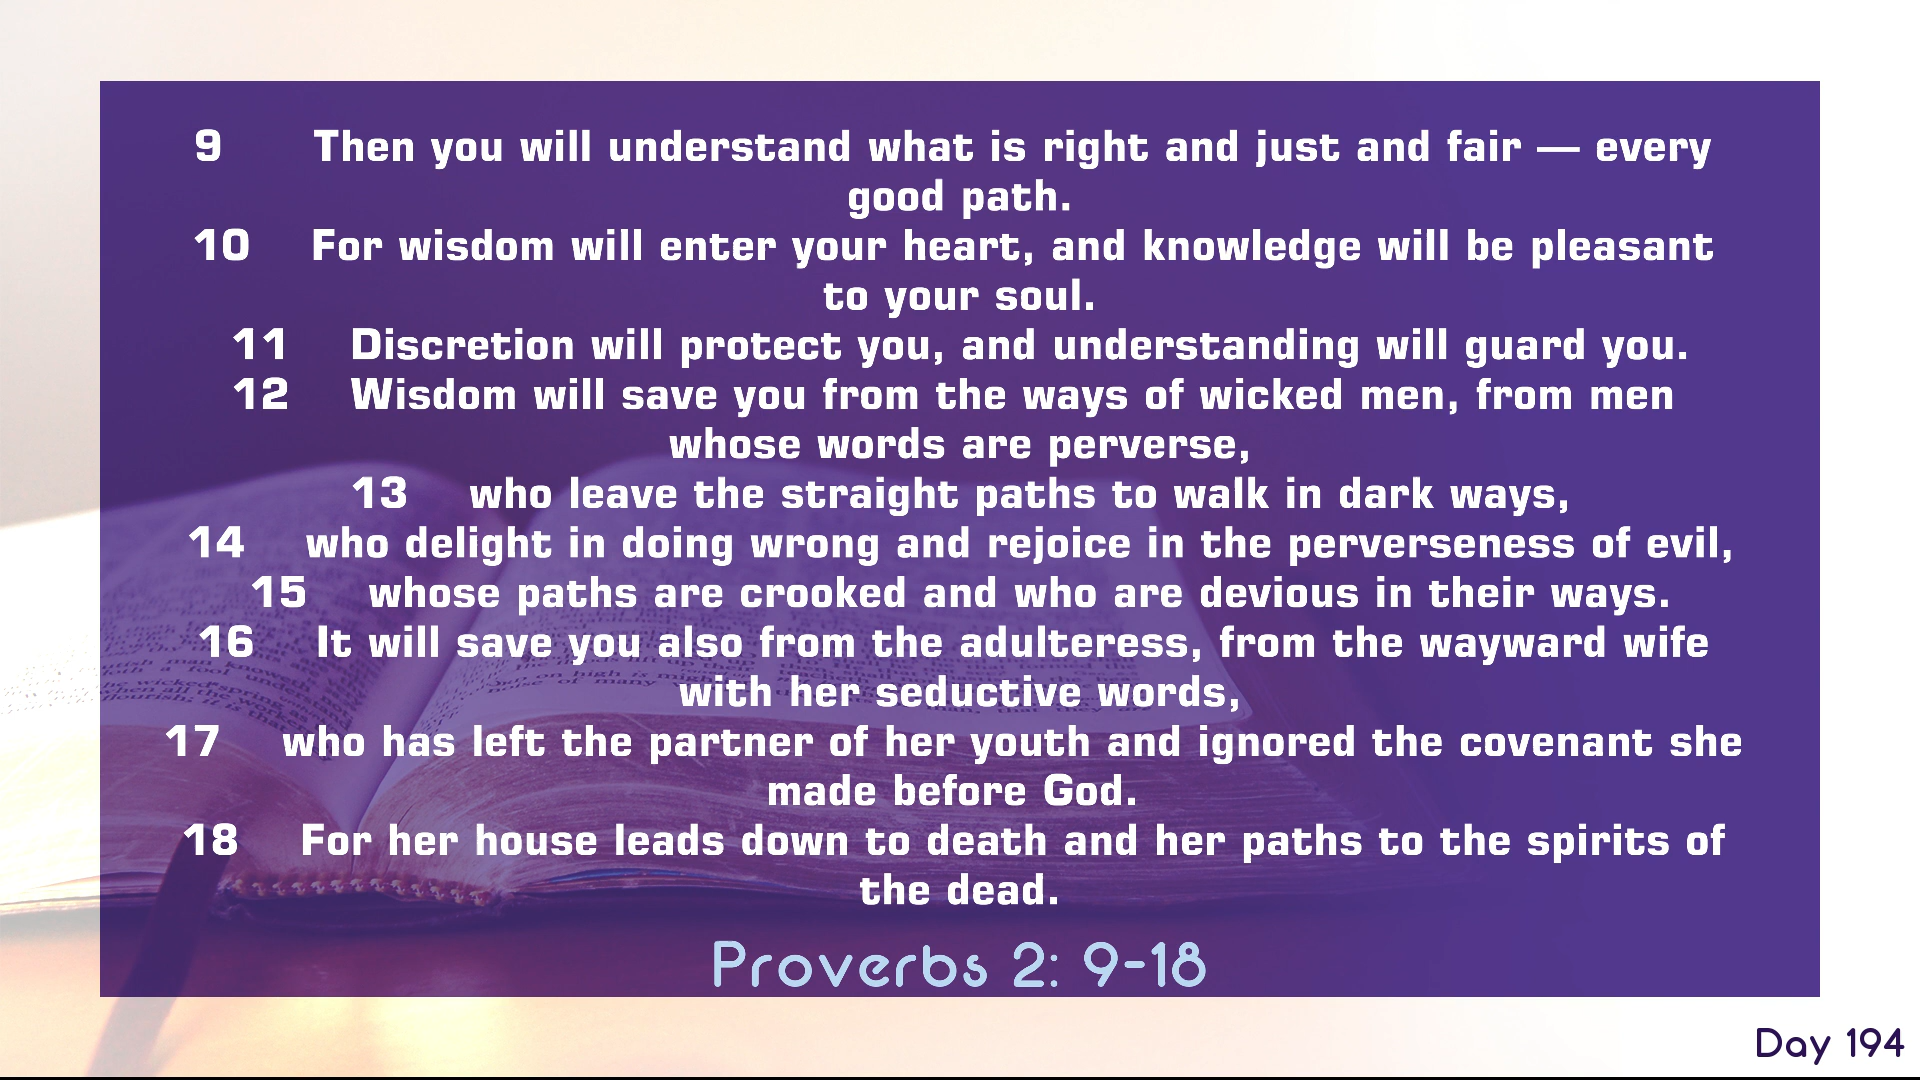 9 Then you will understand what is right and just and fair — every
good path.
10 For wisdom will enter your heart, and knowledge will be pleasant
to your soul.
11 Discretion will protect you, and understanding will guard you.
12 Wisdom will save you from the ways of wicked men, from men
whose words are perverse,
13 who leave the straight paths to walk in dark ways,
14 who delight in doing wrong and rejoice in the perverseness of evil,
15 whose paths are crooked and who are devious in their ways.
16 It will save you also from the adulteress, from the wayward wife
with her seductive words,
17 who has left the partner of her youth and ignored the covenant she
made before God.
18 For her house leads down to death and her paths to the spirits of
the dead.
Proverbs 2: 9-18
Day 194